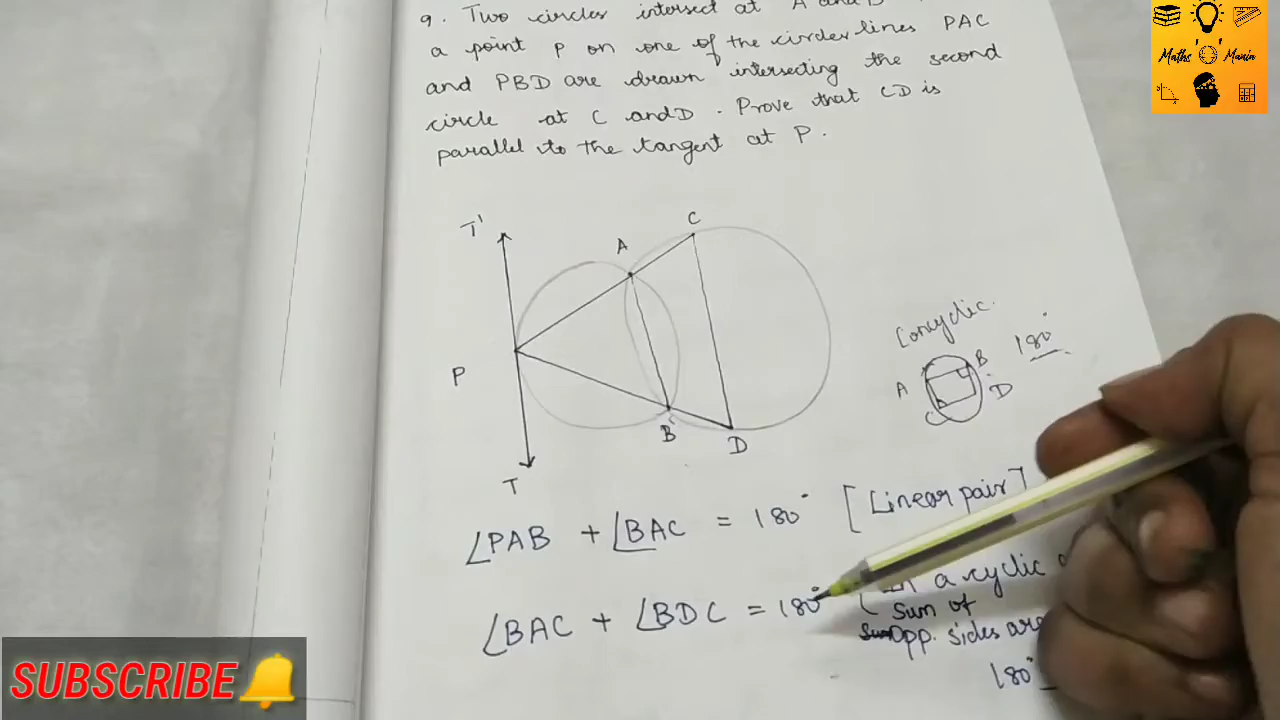 9. Two circles intersect at A and B
a point P on one of the circles lines PAC
and PBD are drawn intersecting the second
circle at C and D. Prove that CD is
parallel to the tangent at P.
Maths Mania
T'
C
A
P
B
D
T
Concyclic
180°
B
A
D
C
∠PAB + ∠BAC = 180° [Linear pair]
∠BAC + ∠BDC = 180° a cyclic
Sum of
Opp. sides are
180°
SUBSCRIBE